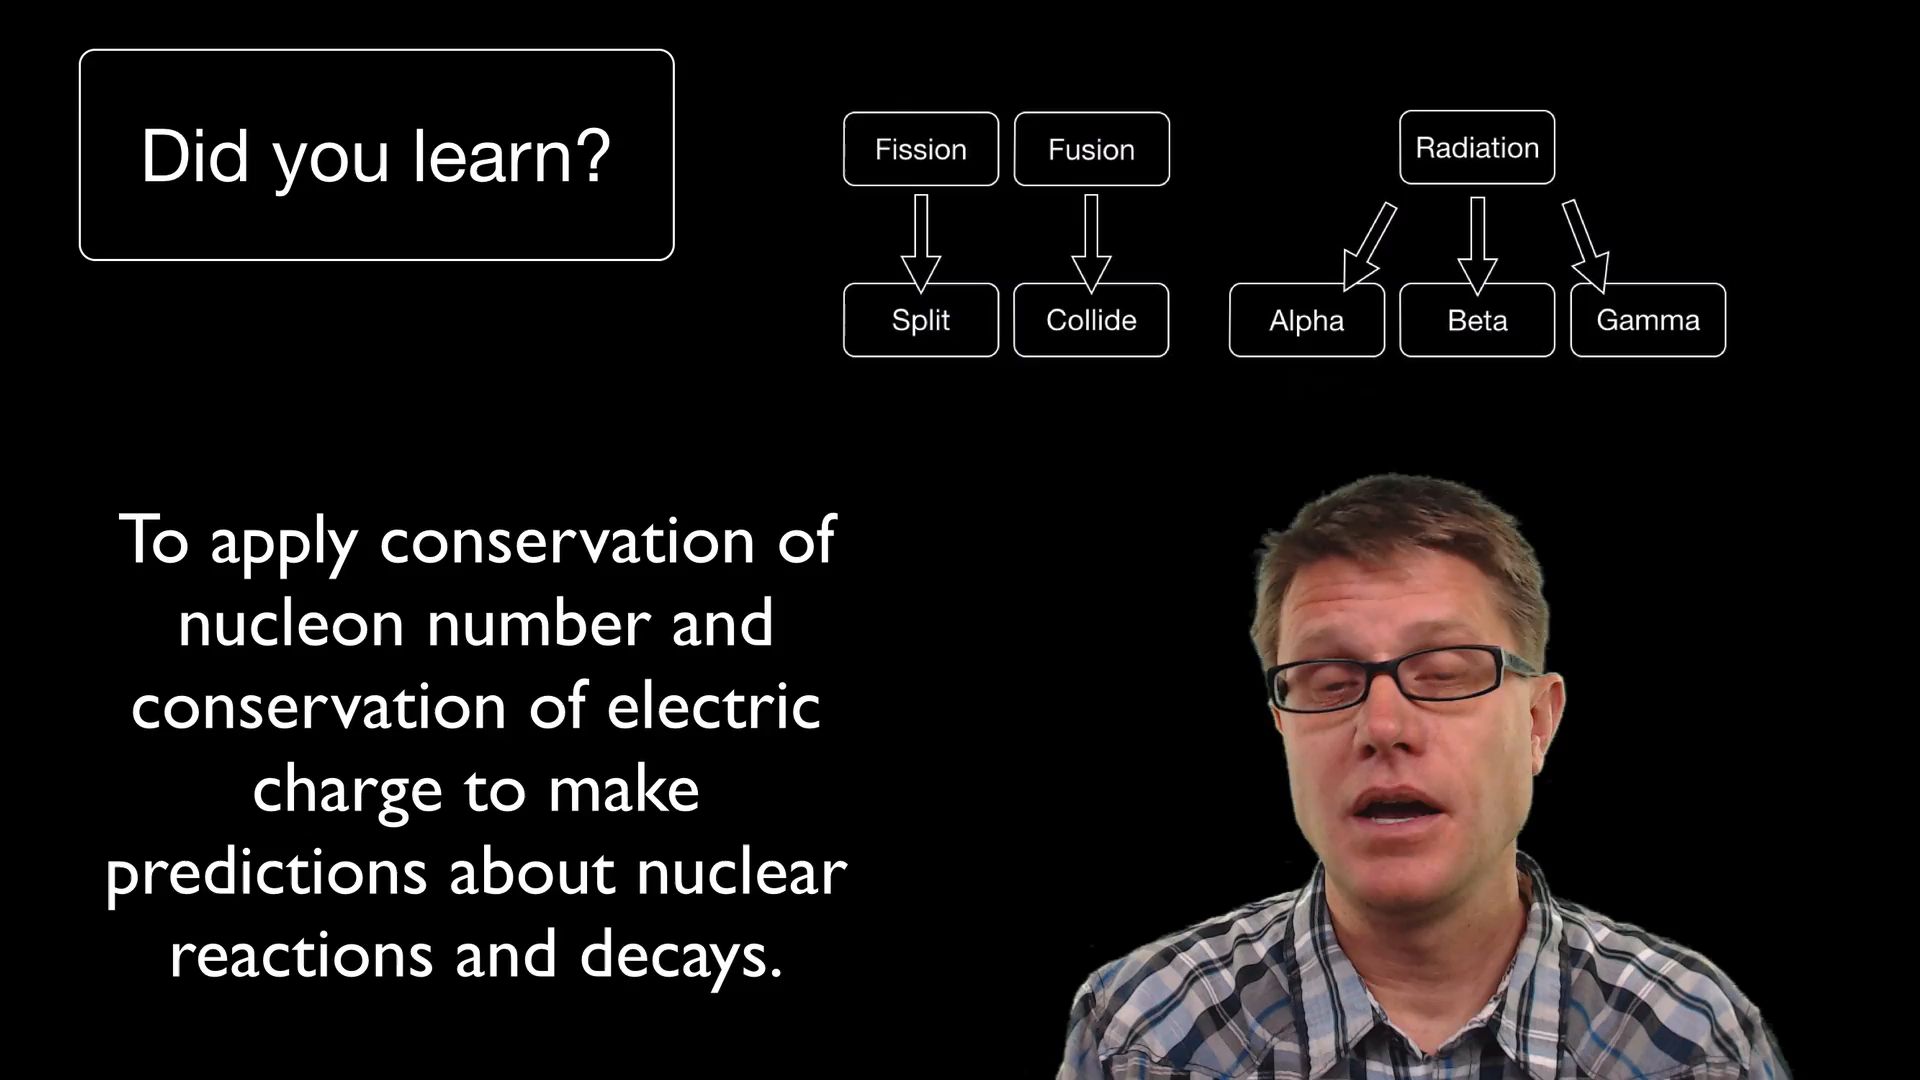 Did you learn?
Fission
Fusion
Radiation
Split
Collide
Alpha
Beta
Gamma
To apply conservation of
nucleon number and
conservation of electric
charge to make
predictions about nuclear
reactions and decays.